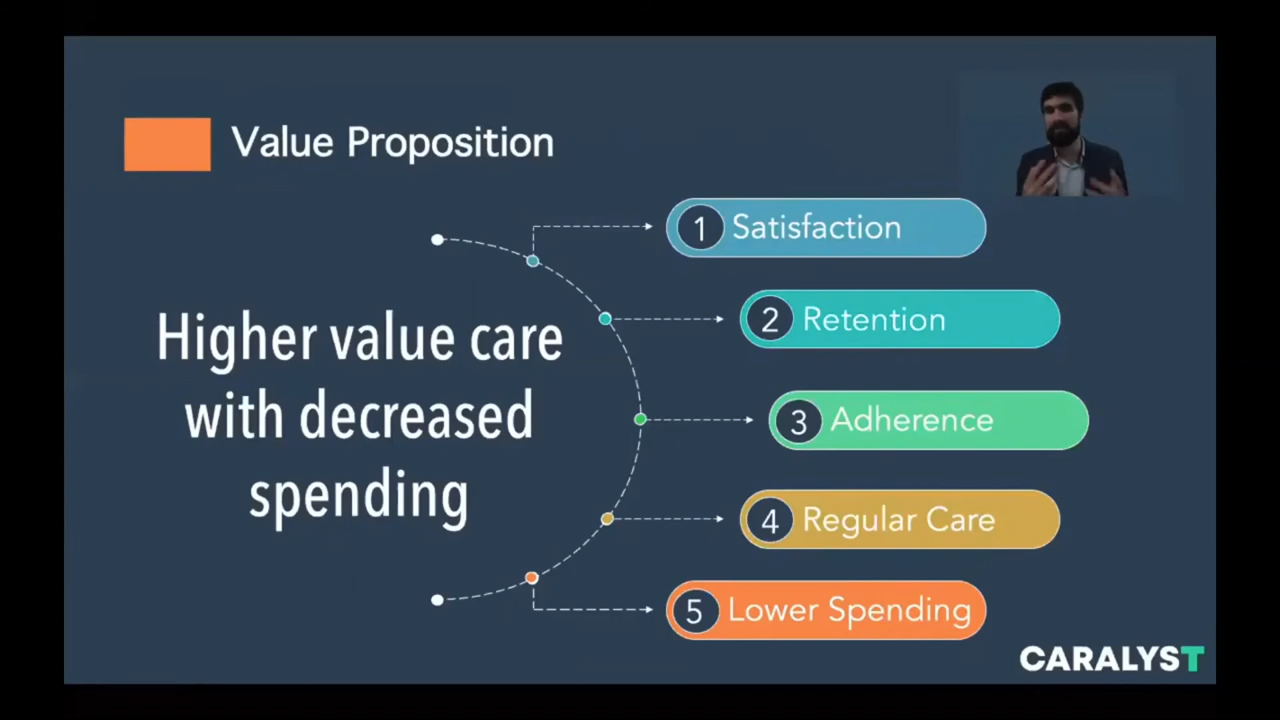 Value Proposition
Higher value care
with decreased
spending
1 Satisfaction
2 Retention
3 Adherence
4 Regular Care
5 Lower Spending
CARALYST